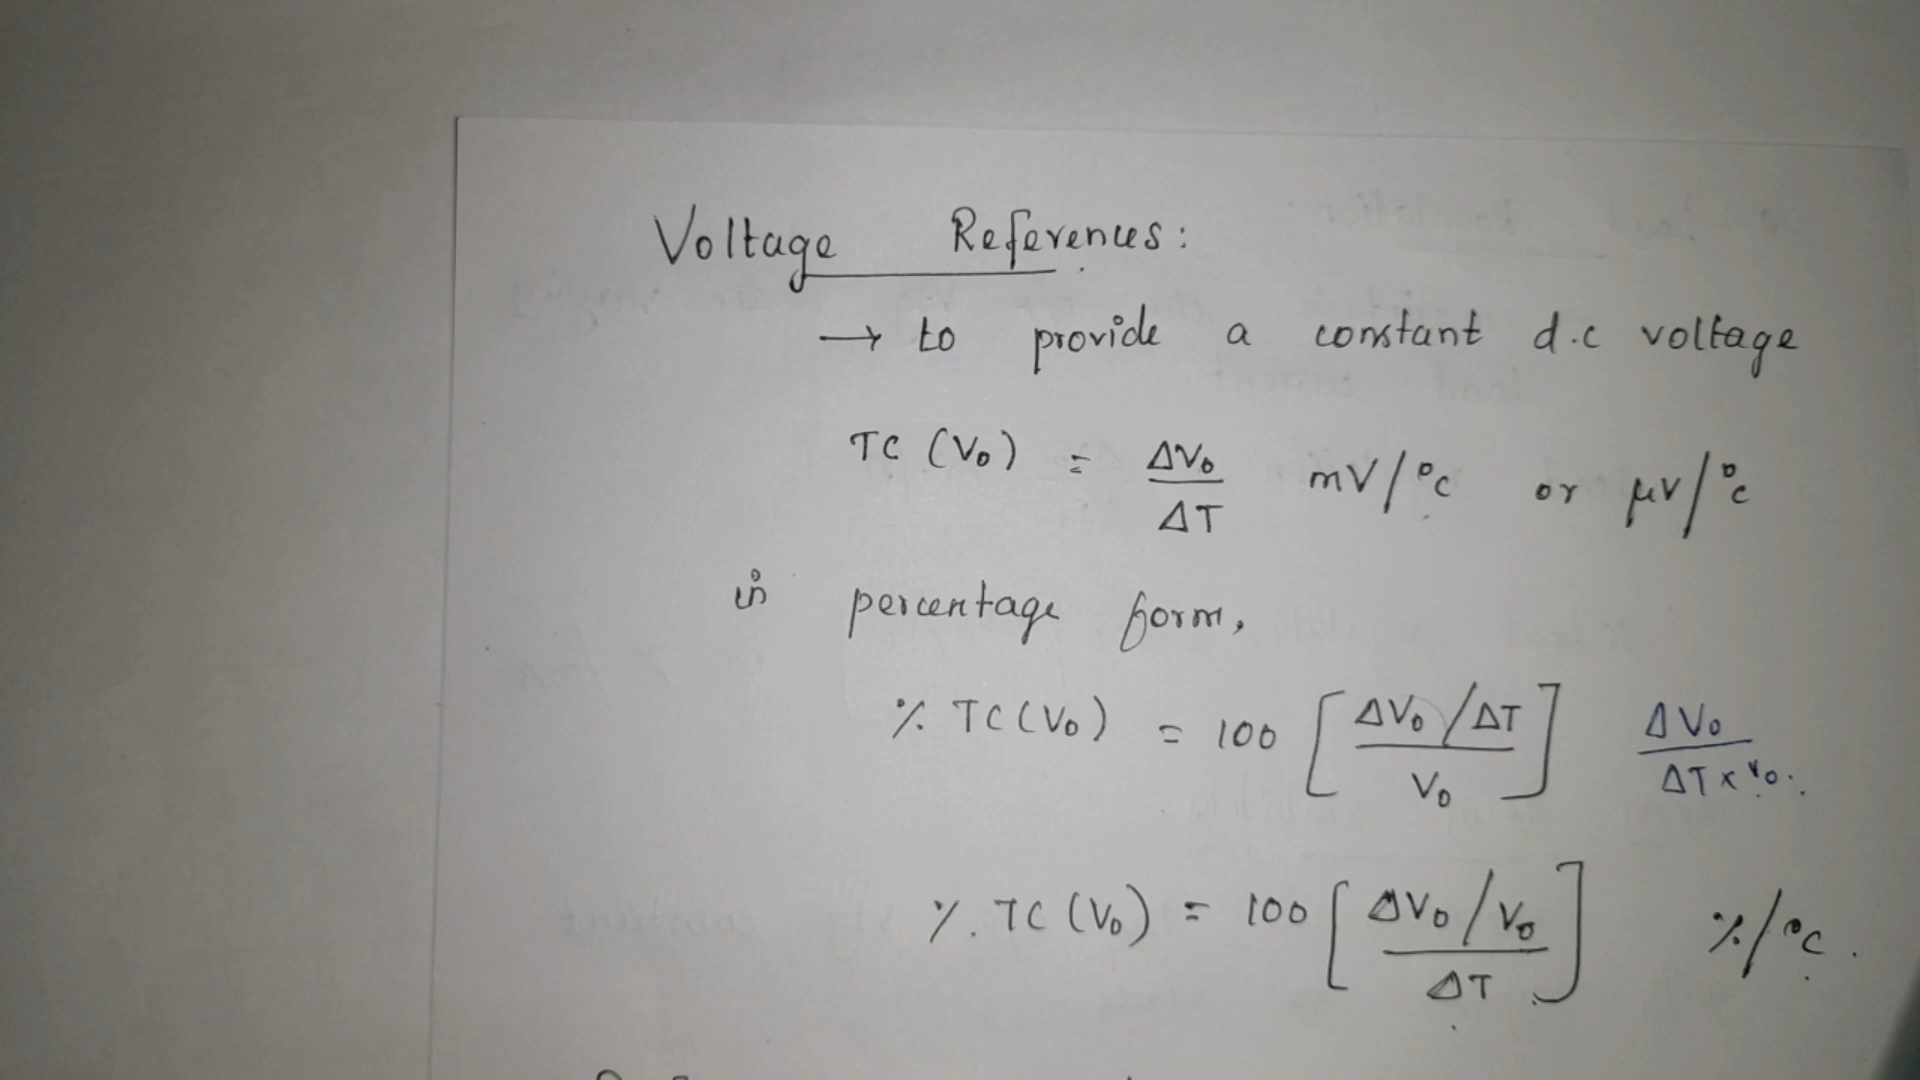 Voltage References:
→ to provide a constant d.c voltage
TC (V₀) = ΔV₀/ΔT mV/°c or μV/°c
in percentage form,
% TC(V₀) = 100 [(ΔV₀/ΔT)/V₀] ΔV₀/(ΔT × V₀).
%. TC (V₀) = 100 [(ΔV₀/V₀)/ΔT] %/°c.